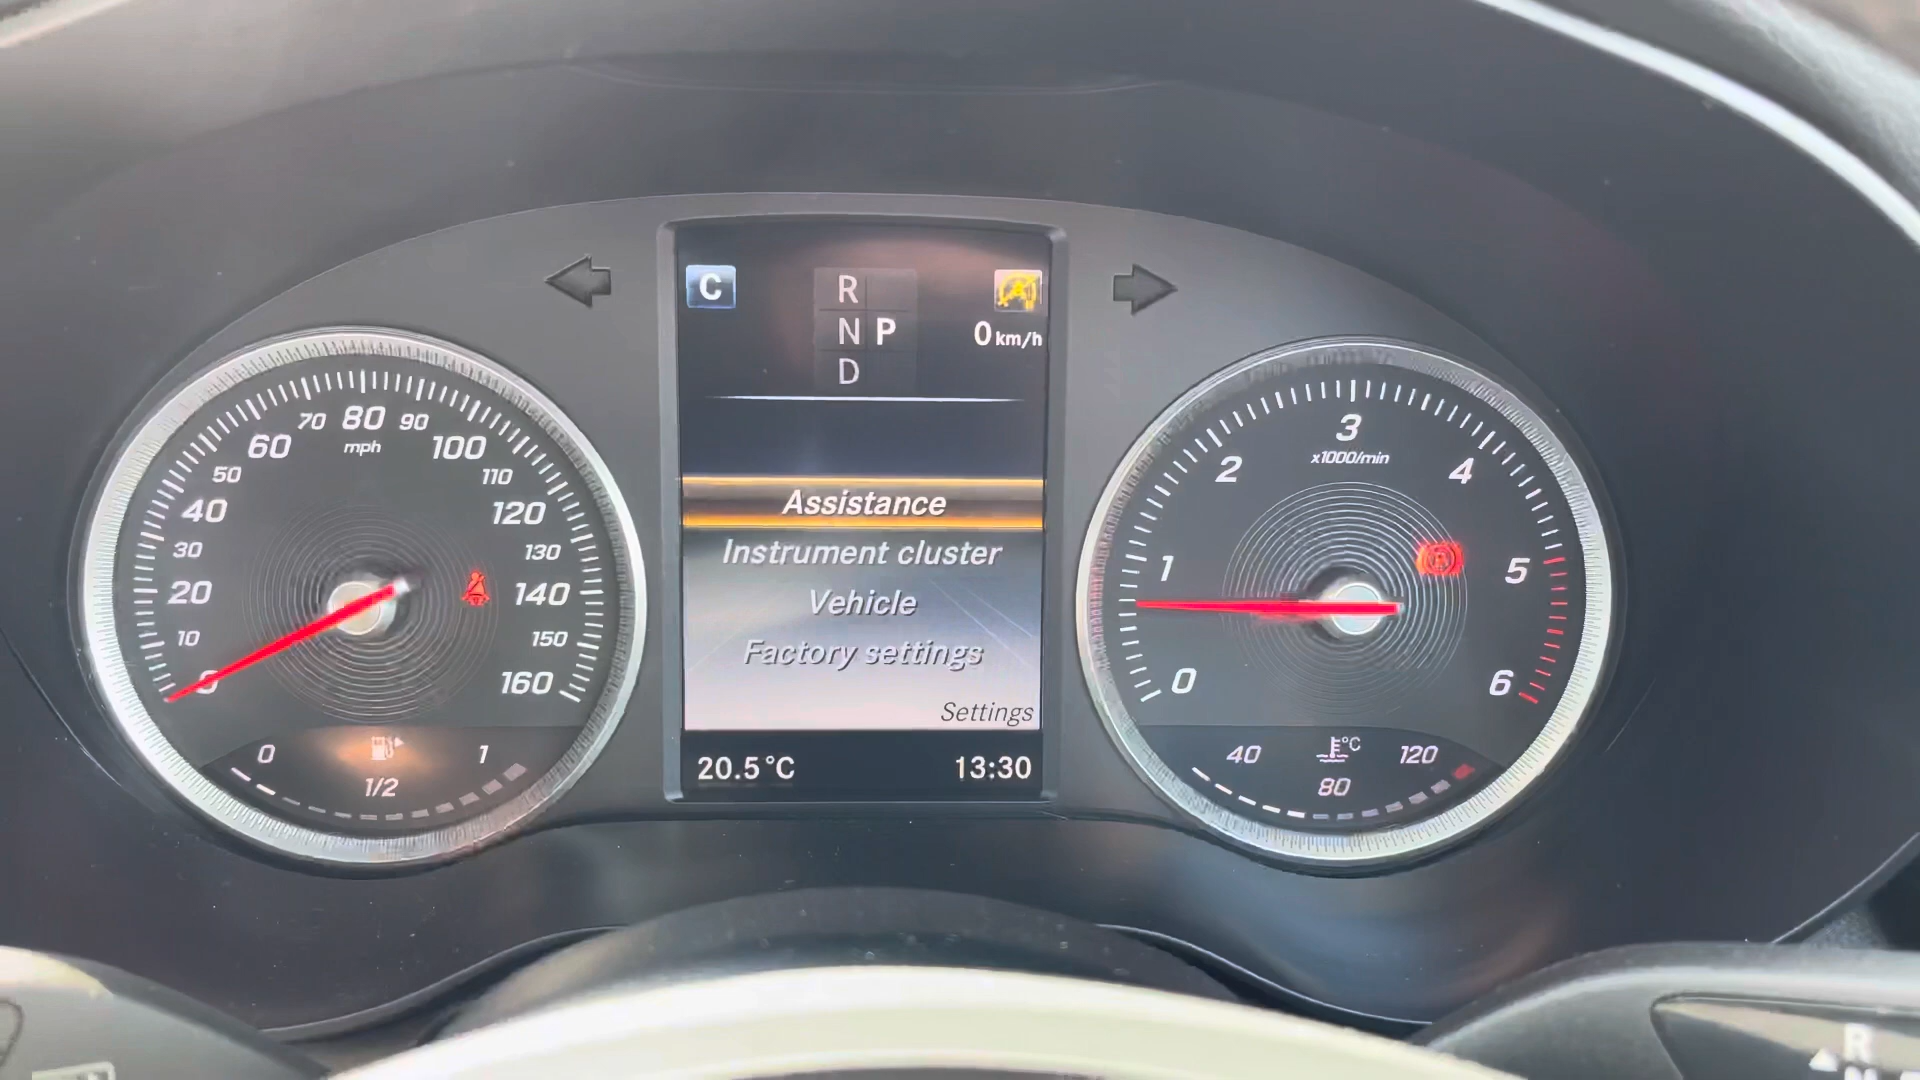 C
R
N P
D
0 km/h
0
10
20
30
40
50
60
70
80
90
100
110
120
130
140
150
160
mph
0 1/2 1
Assistance
Instrument cluster
Vehicle
Factory settings
Settings
20.5°C 13:30
0
1
2
3
4
5
6
x1000/min
40 °C 120
80
R